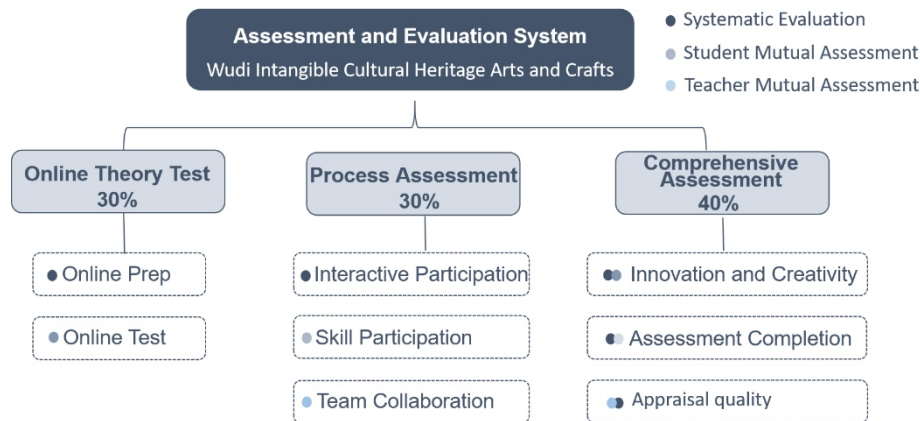 Assessment and Evaluation System
Wudi Intangible Cultural Heritage Arts and Crafts
Systematic Evaluation
Student Mutual Assessment
Teacher Mutual Assessment
Online Theory Test
30%
Process Assessment
30%
Comprehensive
Assessment
40%
Online Prep
Interactive Participation
Innovation and Creativity
Online Test
Skill Participation
Assessment Completion
Team Collaboration
Appraisal quality